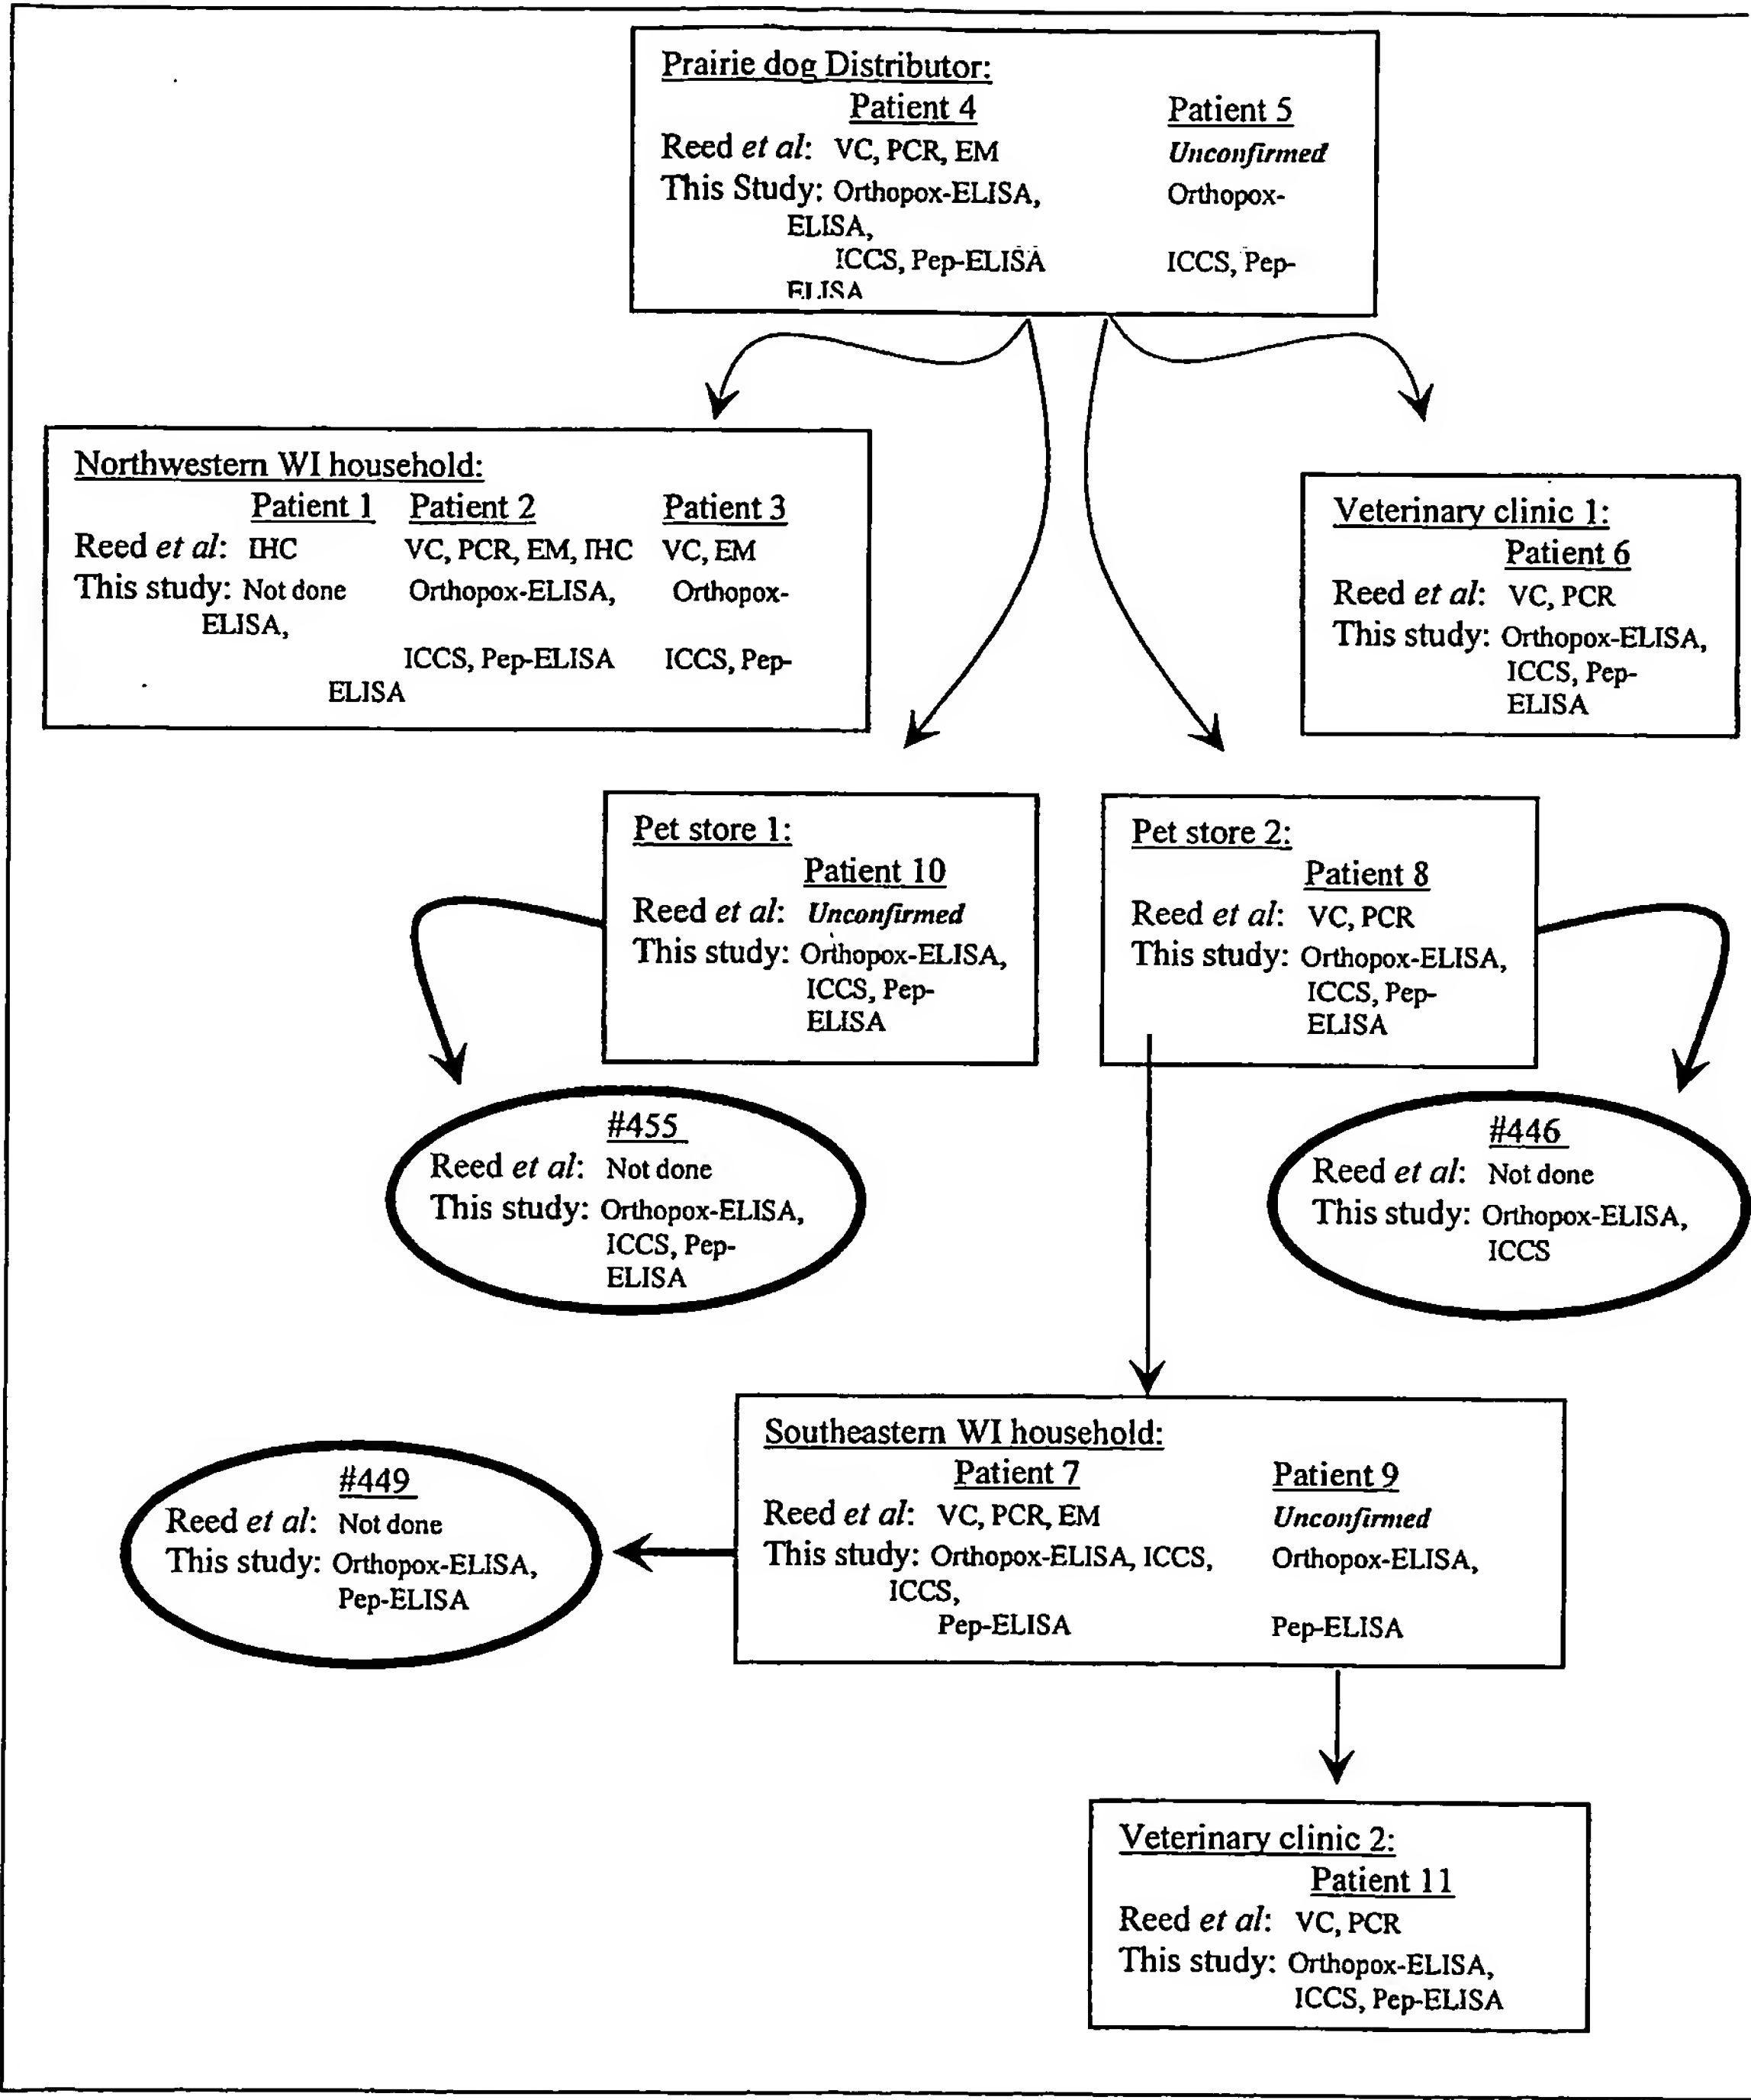 Prairie dog Distributor:
Patient 4 Patient 5
Reed et al: VC, PCR, EM Unconfirmed
This Study: Orthopox-ELISA, Orthopox-
ELISA,
ICCS, Pep-ELISA ICCS, Pep-
ELISA
Northwestern WI household:
Patient 1 Patient 2 Patient 3
Reed et al: IHC VC, PCR, EM, IHC VC, EM
This study: Not done Orthopox-ELISA, Orthopox-
ELISA,
ICCS, Pep-ELISA ICCS, Pep-
ELISA
Veterinary clinic 1:
Patient 6
Reed et al: VC, PCR
This study: Orthopox-ELISA,
ICCS, Pep-
ELISA
Pet store 1:
Patient 10
Reed et al: Unconfirmed
This study: Orthopox-ELISA,
ICCS, Pep-
ELISA
Pet store 2:
Patient 8
Reed et al: VC, PCR
This study: Orthopox-ELISA,
ICCS, Pep-
ELISA
#455
Reed et al: Not done
This study: Orthopox-ELISA,
ICCS, Pep-
ELISA
#446
Reed et al: Not done
This study: Orthopox-ELISA,
ICCS
Southeastern WI household:
Patient 7 Patient 9
Reed et al: VC, PCR, EM Unconfirmed
This study: Orthopox-ELISA, ICCS, Orthopox-ELISA,
ICCS,
Pep-ELISA Pep-ELISA
#449
Reed et al: Not done
This study: Orthopox-ELISA,
Pep-ELISA
Veterinary clinic 2:
Patient 11
Reed et al: VC, PCR
This study: Orthopox-ELISA,
ICCS, Pep-ELISA